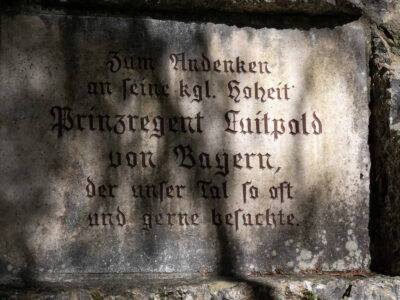 Zum Andenken
an seine kgl. Hoheit
Prinzregent Luitpold
von Bayern,
der unser Tal so oft
und gerne besuchte.